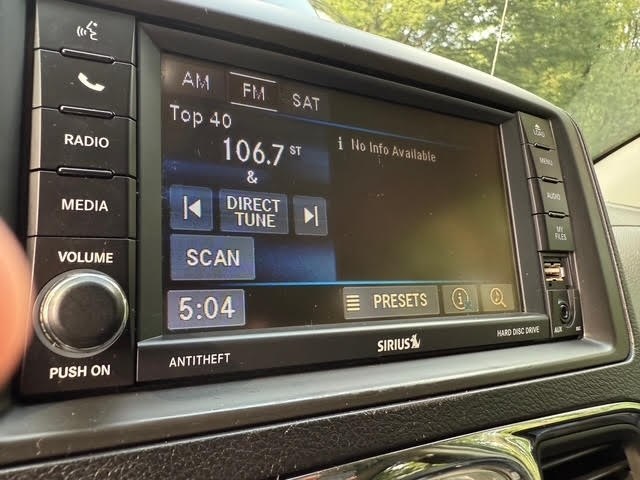 AM FM SAT
Top 40
106.7 ST
&
i No Info Available
DIRECT
TUNE
SCAN
5:04
PRESETS
i
RADIO
MEDIA
VOLUME
PUSH ON
ANTITHEFT
SIRIUS
HARD DISC DRIVE
LOAD
MENU
AUDIO
MY
FILES
AUX